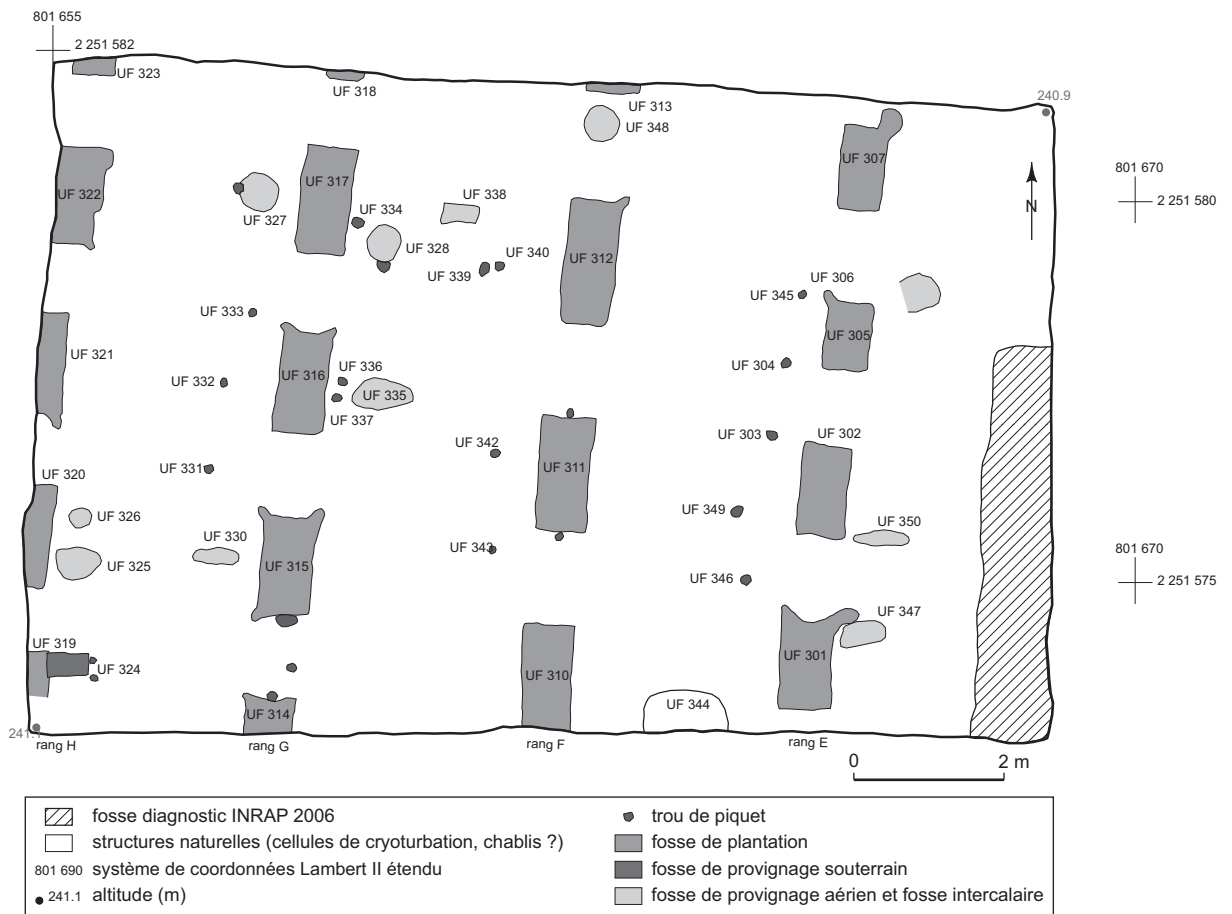 801 655
2 251 582
UF 323
UF 318
UF 313
240.9
UF 348
UF 307
801 670
2 251 580
N
UF 322
UF 317
UF 338
UF 327
UF 334
UF 328
UF 340
UF 339
UF 312
UF 345
UF 306
UF 333
UF 305
UF 321
UF 304
UF 336
UF 332
UF 316
UF 335
UF 337
UF 303
UF 302
UF 342
UF 331
UF 311
UF 320
UF 326
UF 349
UF 350
UF 330
UF 343
801 670
2 251 575
UF 325
UF 315
UF 346
UF 347
UF 319
UF 324
UF 301
UF 310
UF 344
UF 314
241.1
rang H
rang G
rang F
rang E
0
2 m
fosse diagnostic INRAP 2006
structures naturelles (cellules de cryoturbation, chablis ?)
801 690 système de coordonnées Lambert II étendu
241.1 altitude (m)
trou de piquet
fosse de plantation
fosse de provignage souterrain
fosse de provignage aérien et fosse intercalaire